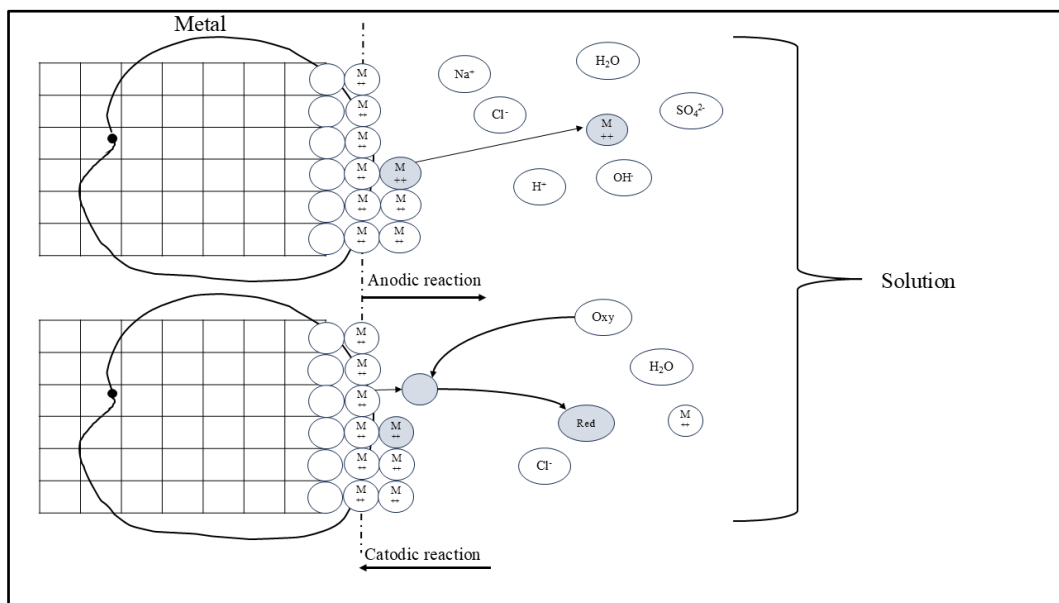 Metal
M
++
M
++
M
++
M
++
M
++
M
++
M
++
M
++
M
++
Na⁺
H₂O
Cl⁻
SO₄²⁻
M
++
H⁺
OH⁻
Anodic reaction
Solution
M
++
M
++
M
++
M
++
M
++
M
++
M
++
M
++
M
++
Oxy
H₂O
Red
M
++
Cl⁻
Catodic reaction